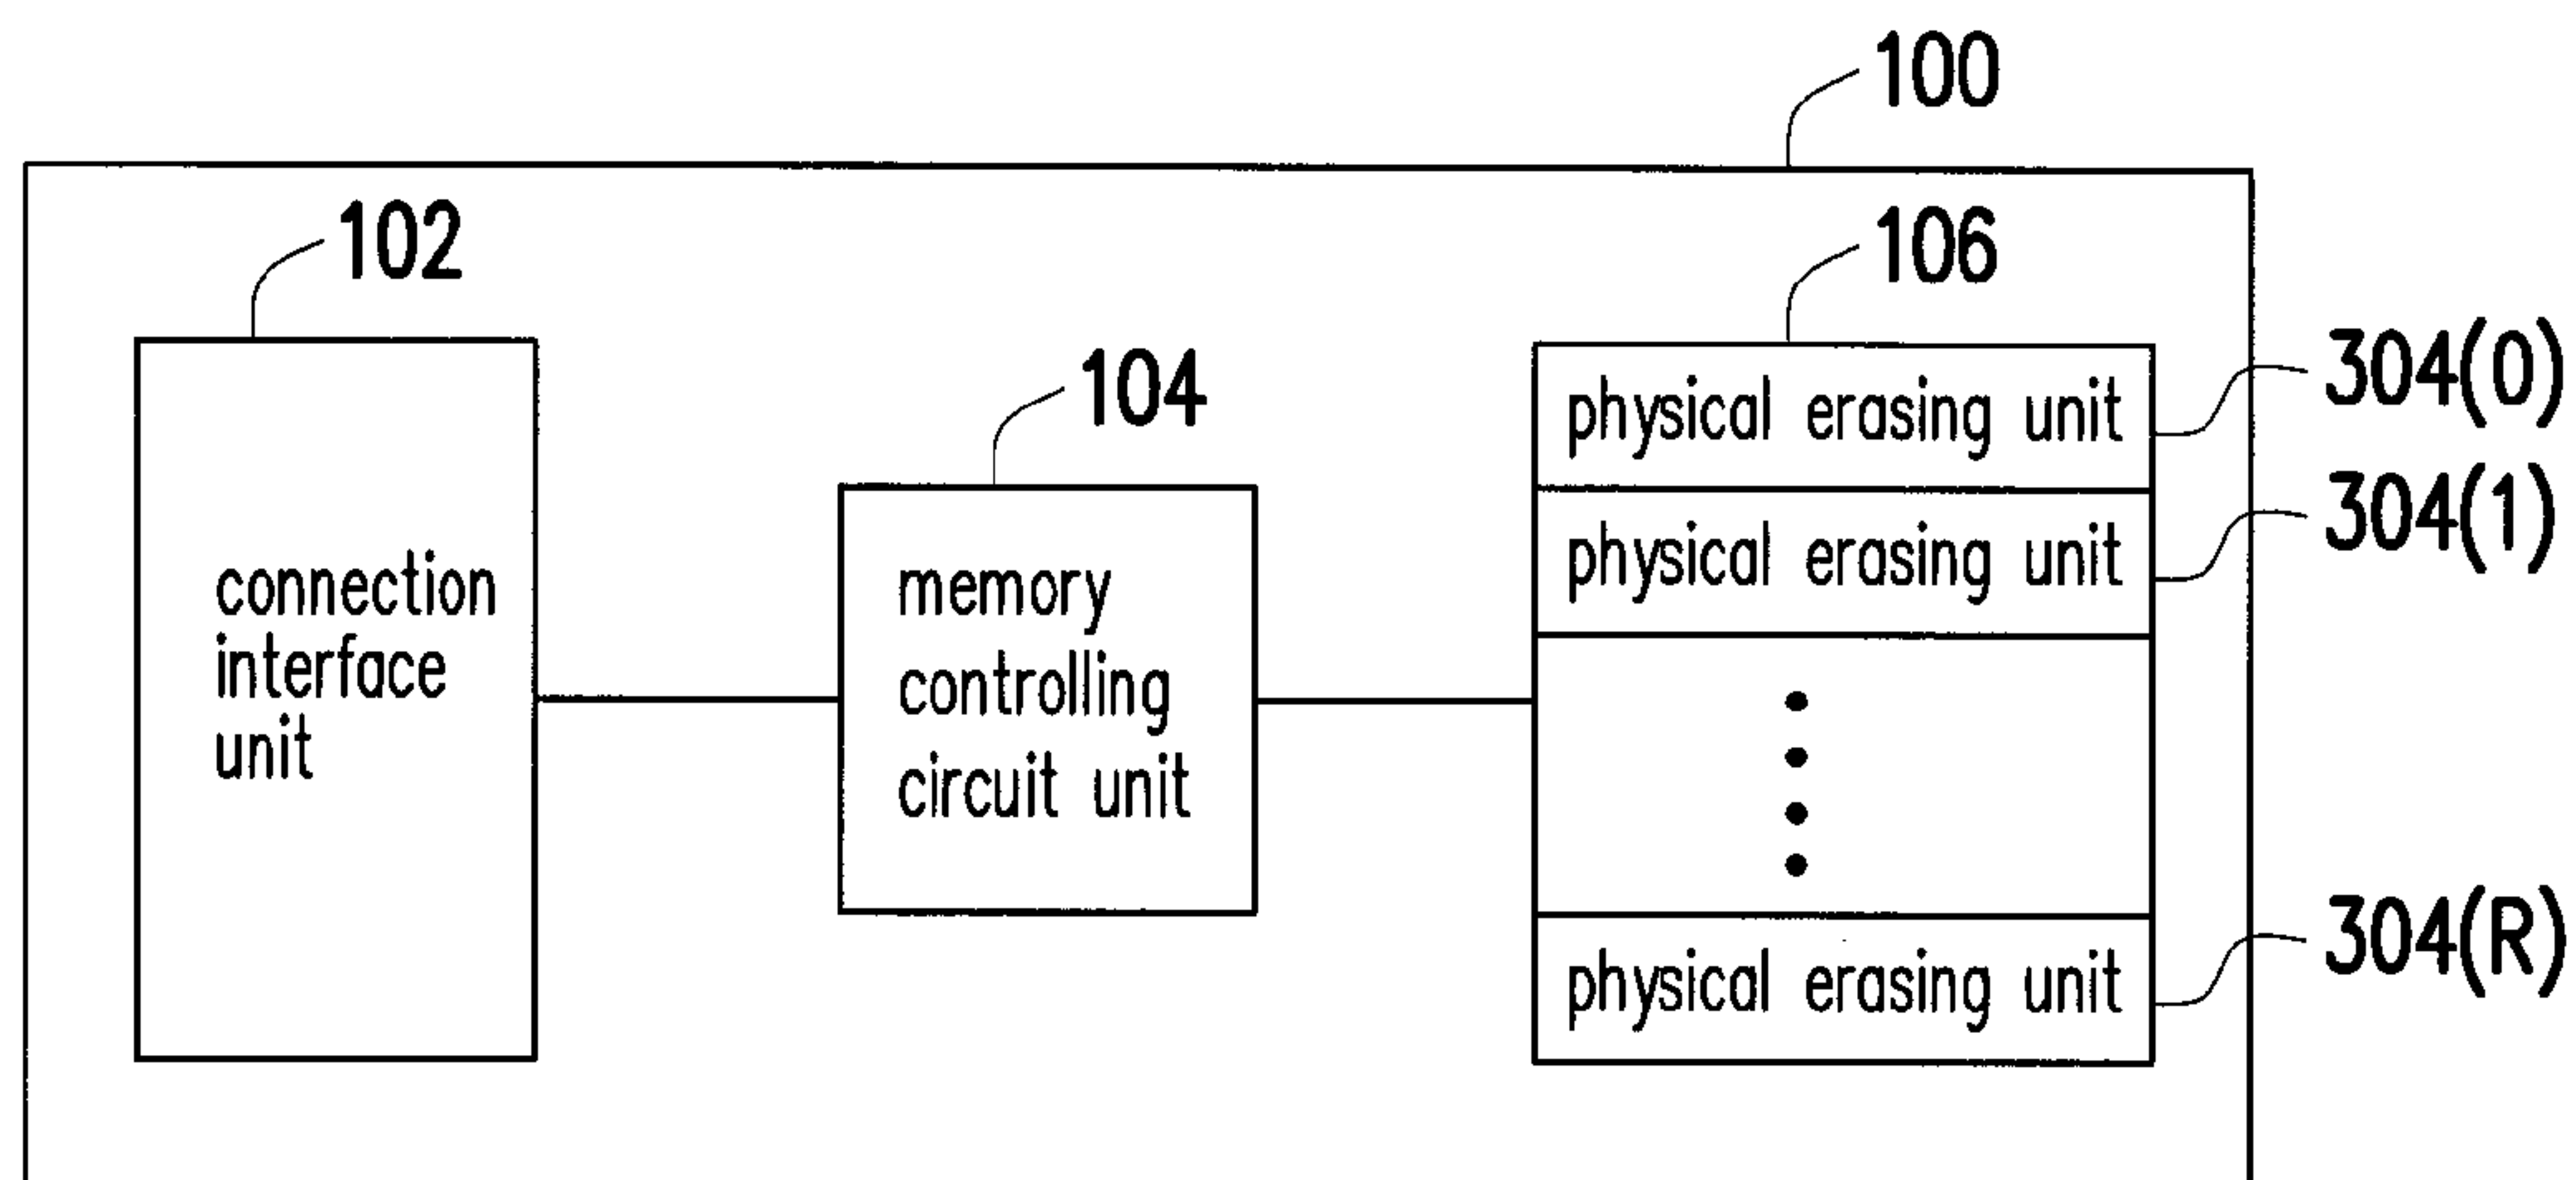 100
102
106
104
304(0)
physical erasing unit
304(1)
physical erasing unit
connection
interface
unit
memory
controlling
circuit unit
304(R)
physical erasing unit